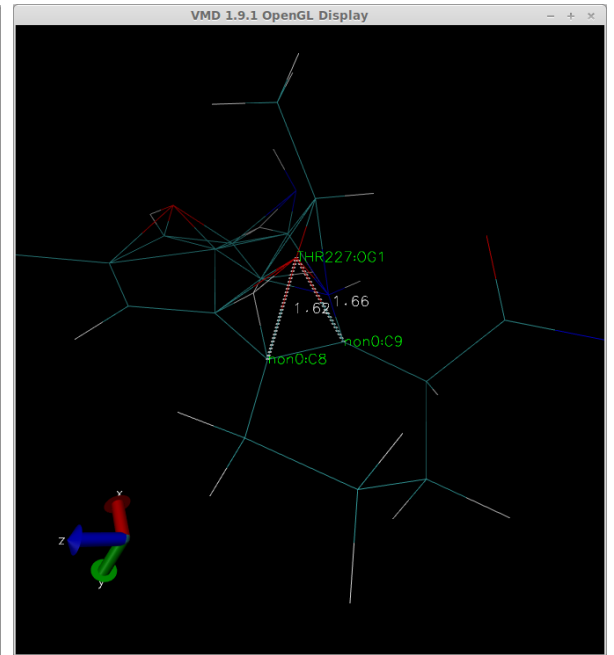 VMD 1.9.1 OpenGL Display
THR227:OG1
1.62 1.66
non0:C9
non0:C8
x
z
y